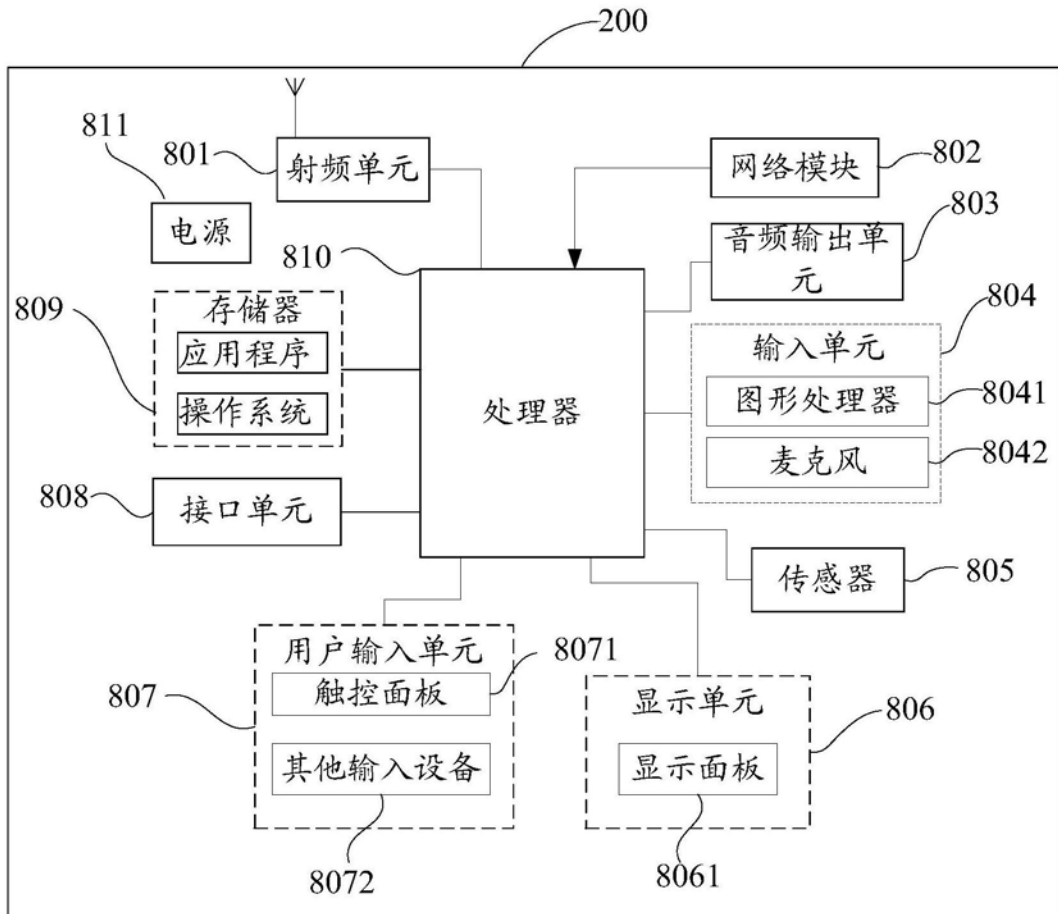 200
811
801
射频单元
网络模块
802
电源
810
音频输出单
元
803
809
存储器
应用程序
操作系统
处理器
输入单元
804
图形处理器
8041
麦克风
8042
808
接口单元
传感器
805
807
用户输入单元
8071
触控面板
其他输入设备
8072
显示单元
806
显示面板
8061